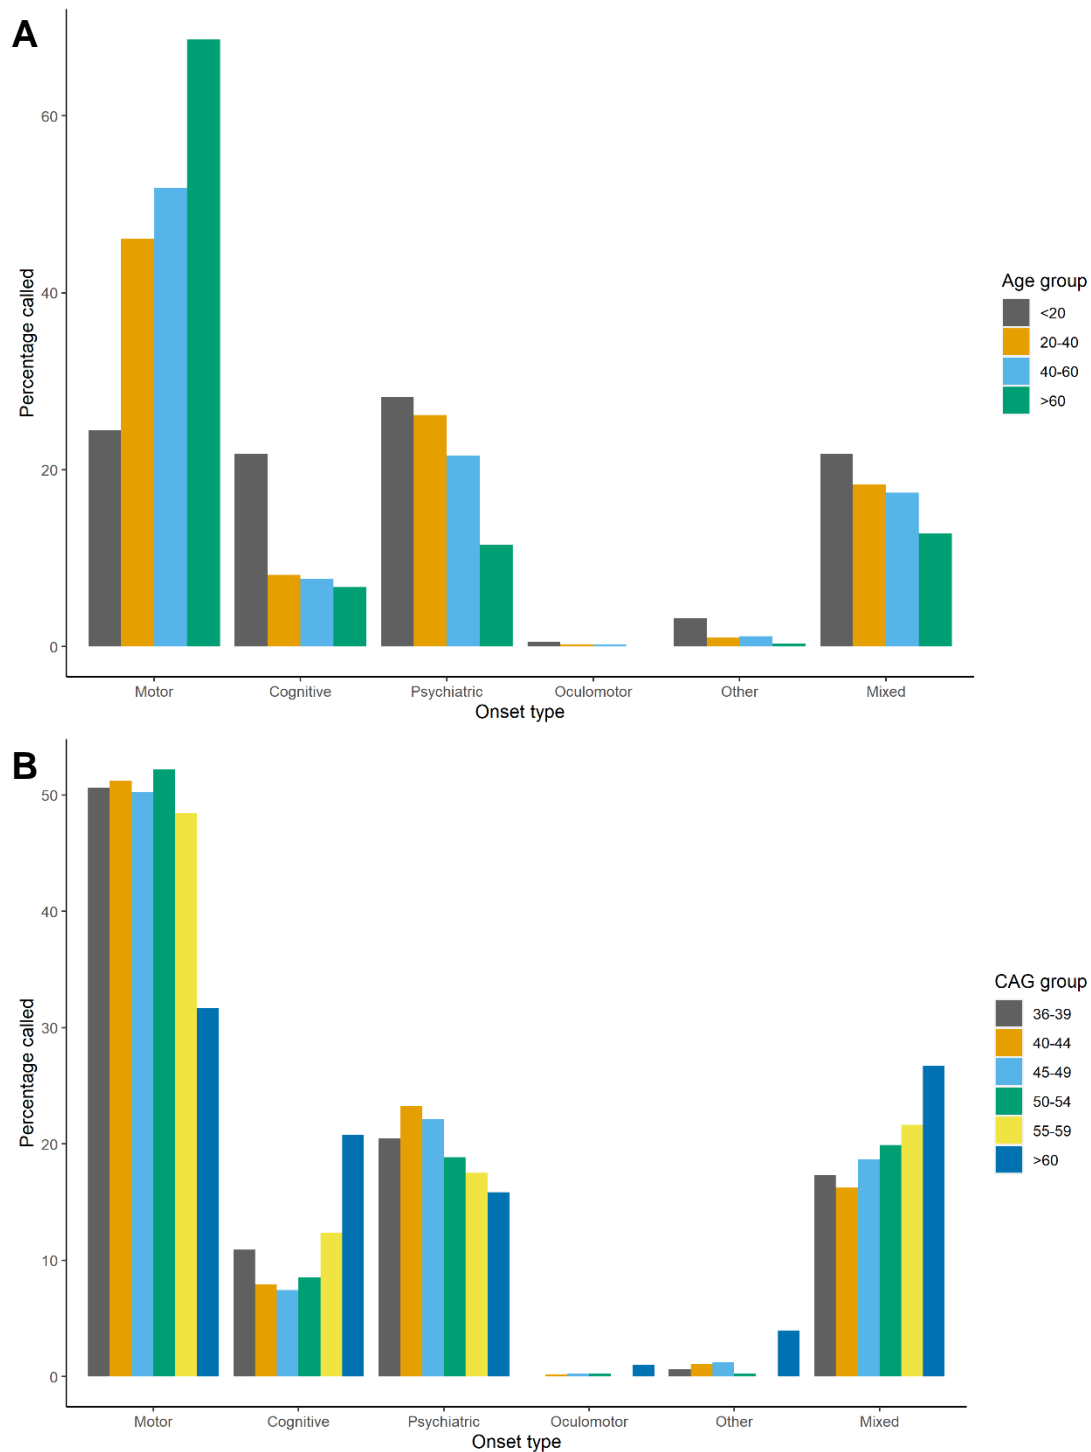 A
Percentage called
60
40
20
0
Motor Cognitive Psychiatric Oculomotor Other Mixed
Onset type
Age group
<20
20-40
40-60
>60
B
Percentage called
50
40
30
20
10
0
Motor Cognitive Psychiatric Oculomotor Other Mixed
Onset type
CAG group
36-39
40-44
45-49
50-54
55-59
>60